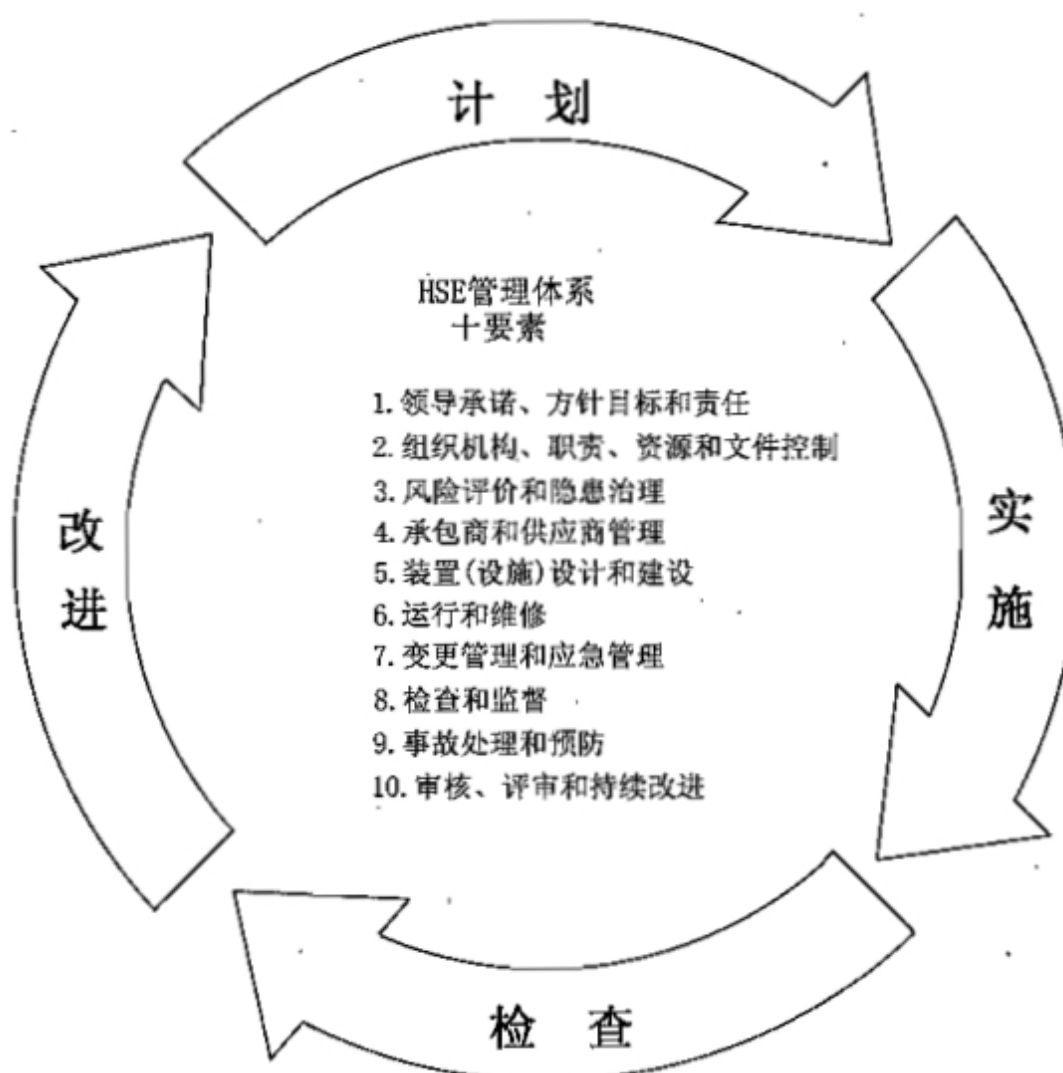 计 划
HSE管理体系
十要素
1.领导承诺、方针目标和责任
2.组织机构、职责、资源和文件控制
3.风险评价和隐患治理
4.承包商和供应商管理
5.装置(设施)设计和建设
6.运行和维修
7.变更管理和应急管理
8.检查和监督
9.事故处理和预防
10.审核、评审和持续改进
实
施
检 查
改
进